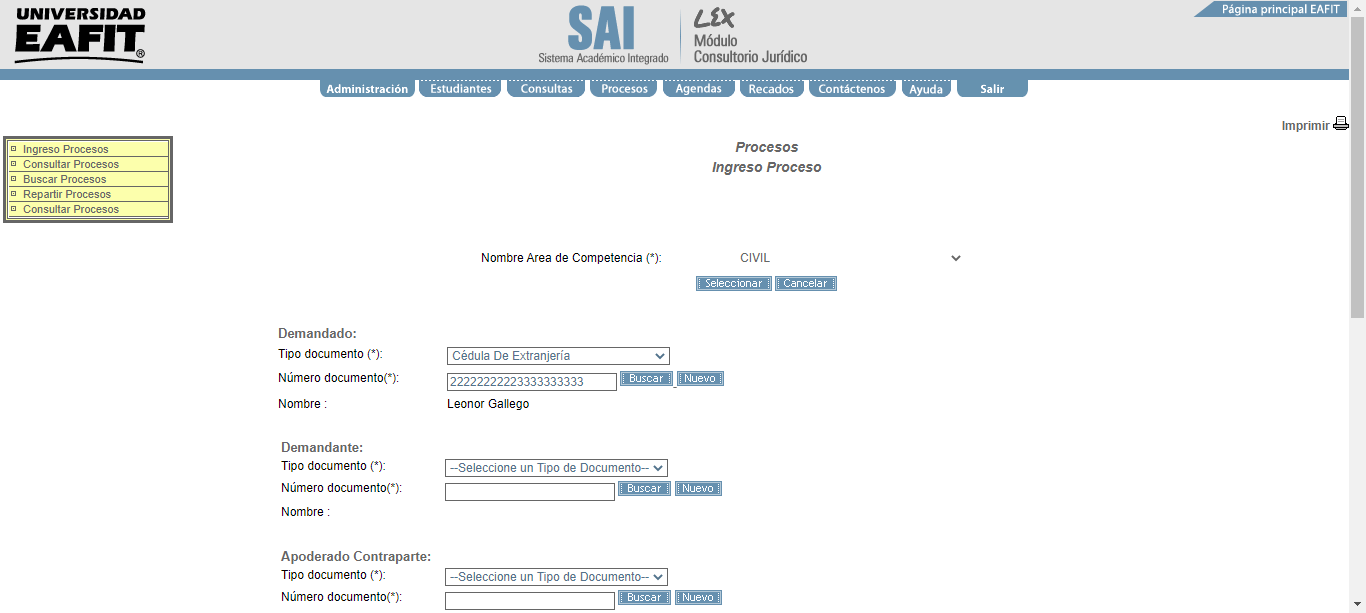 UNIVERSIDAD
EAFIT®
SAI
Sistema Académico Integrado
LEX
Módulo
Consultorio Jurídico
Página principal EAFIT
Administración Estudiantes Consultas Procesos Agendas Recados Contáctenos Ayuda Salir
Imprimir
Ingreso Procesos
Consultar Procesos
Buscar Procesos
Repartir Procesos
Consultar Procesos
Procesos
Ingreso Proceso
Nombre Area de Competencia (*): CIVIL
Seleccionar Cancelar
Demandado:
Tipo documento (*): Cédula De Extranjería
Número documento(*): 22222222223333333333 Buscar Nuevo
Nombre : Leonor Gallego
Demandante:
Tipo documento (*): --Seleccione un Tipo de Documento--
Número documento(*): Buscar Nuevo
Nombre :
Apoderado Contraparte:
Tipo documento (*): --Seleccione un Tipo de Documento--
Número documento(*): Buscar Nuevo